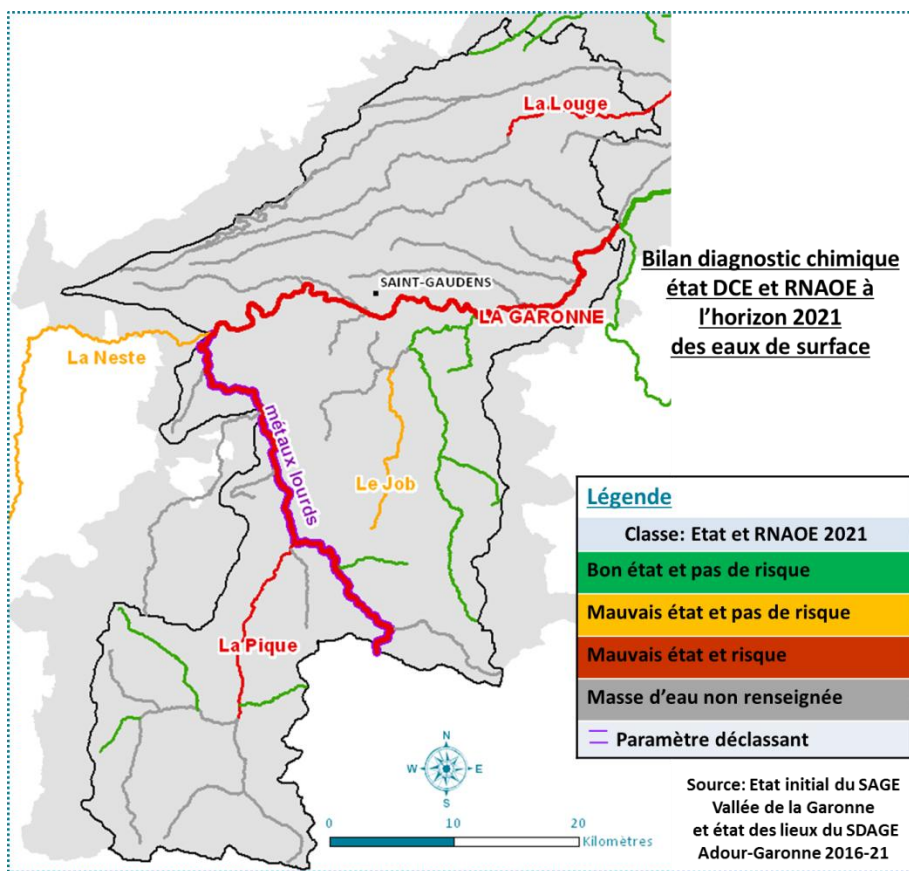 La Louge
Bilan diagnostic chimique
état DCE et RNAOE à
l'horizon 2021
des eaux de surface
SAINT-GAUDENS
LA GARONNE
La Neste
métaux lourds
Le Job
La Pique
Légende
Classe: Etat et RNAOE 2021
Bon état et pas de risque
Mauvais état et pas de risque
Mauvais état et risque
Masse d'eau non renseignée
Paramètre déclassant
N
W
E
S
0 10 20
Kilomètres
Source: Etat initial du SAGE
Vallée de la Garonne
et état des lieux du SDAGE
Adour-Garonne 2016-21